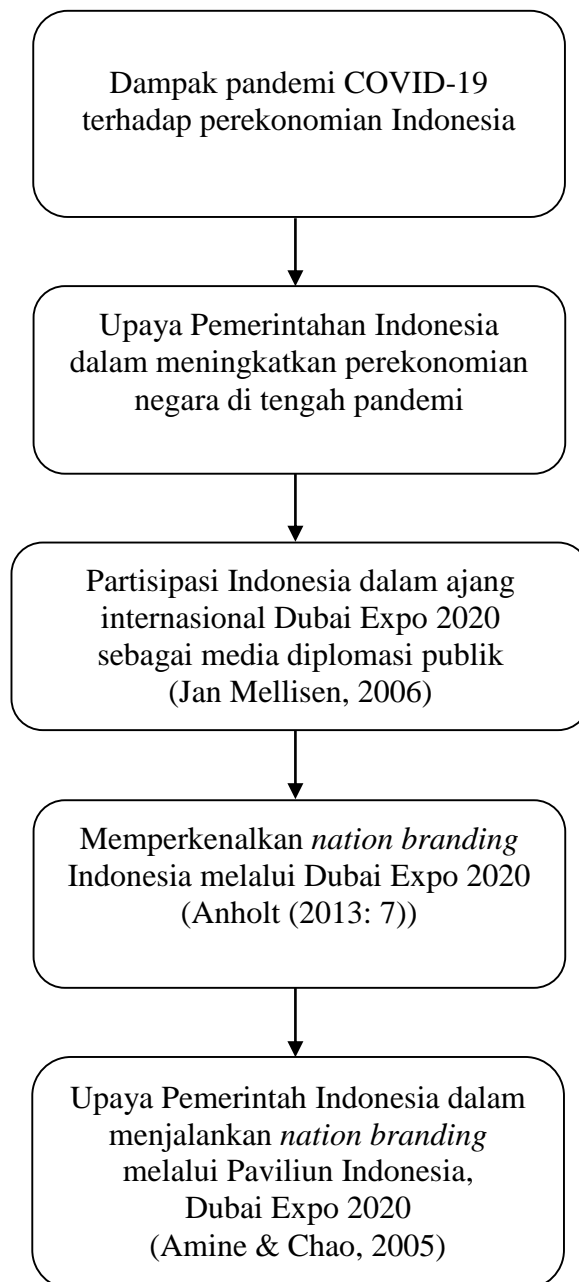 Dampak pandemi COVID-19
terhadap perekonomian Indonesia
Upaya Pemerintahan Indonesia
dalam meningkatkan perekonomian
negara di tengah pandemi
Partisipasi Indonesia dalam ajang
internasional Dubai Expo 2020
sebagai media diplomasi publik
(Jan Mellisen, 2006)
Memperkenalkan nation branding
Indonesia melalui Dubai Expo 2020
(Anholt (2013: 7))
Upaya Pemerintah Indonesia dalam
menjalankan nation branding
melalui Paviliun Indonesia,
Dubai Expo 2020
(Amine & Chao, 2005)